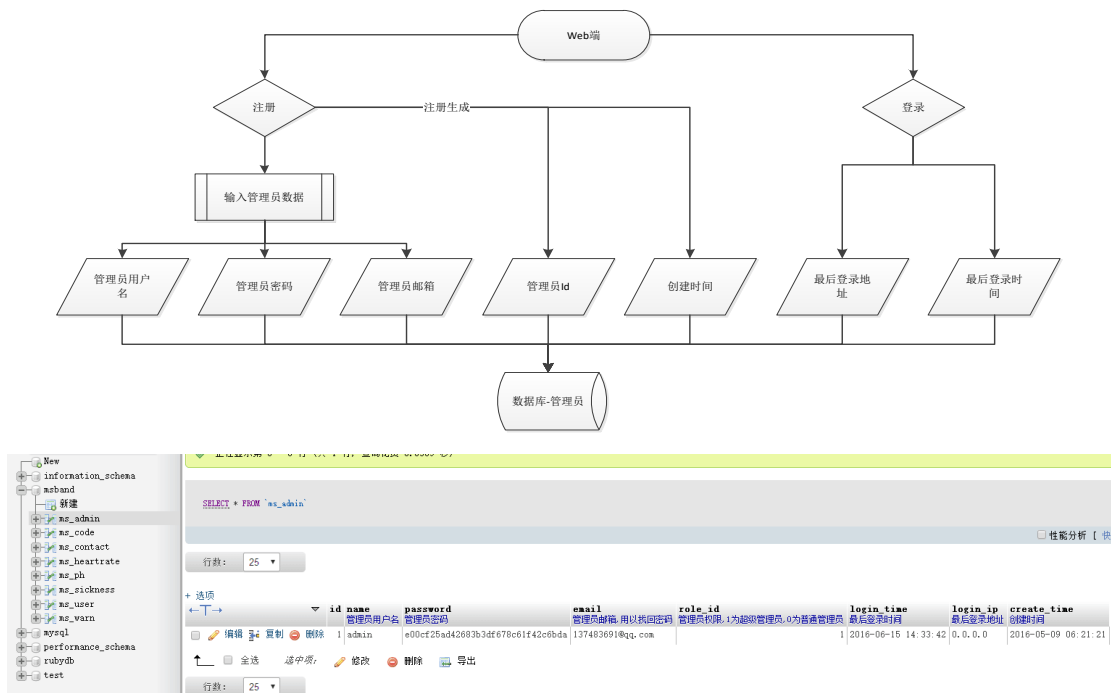 Web端
注册
注册生成
登录
输入管理员数据
管理员用户
名
管理员密码
管理员邮箱
管理员Id
创建时间
最后登录地
址
最后登录时
间
数据库-管理员
New
information_schema
msband
新建
ms_admin
ms_code
ms_contact
ms_heartrate
ms_ph
ms_sickness
ms_user
ms_warn
mysql
performance_schema
rubydb
test
SELECT * FROM `ms_admin`
性能分析 [ 快
行数: 25
+ 选项
←T→ id name password email role_id login_time login_ip create_time
管理员用户名 管理员密码 管理员邮箱,用以找回密码 管理员权限,1为超级管理员,0为普通管理员 最后登录时间 最后登录地址 创建时间
编辑 复制 删除 1 admin e00cf25ad42683b3df678c61f42c6bda 137483691@qq.com 1 2016-06-15 14:33:42 0.0.0.0 2016-05-09 06:21:21
全选 选中项: 修改 删除 导出
行数: 25